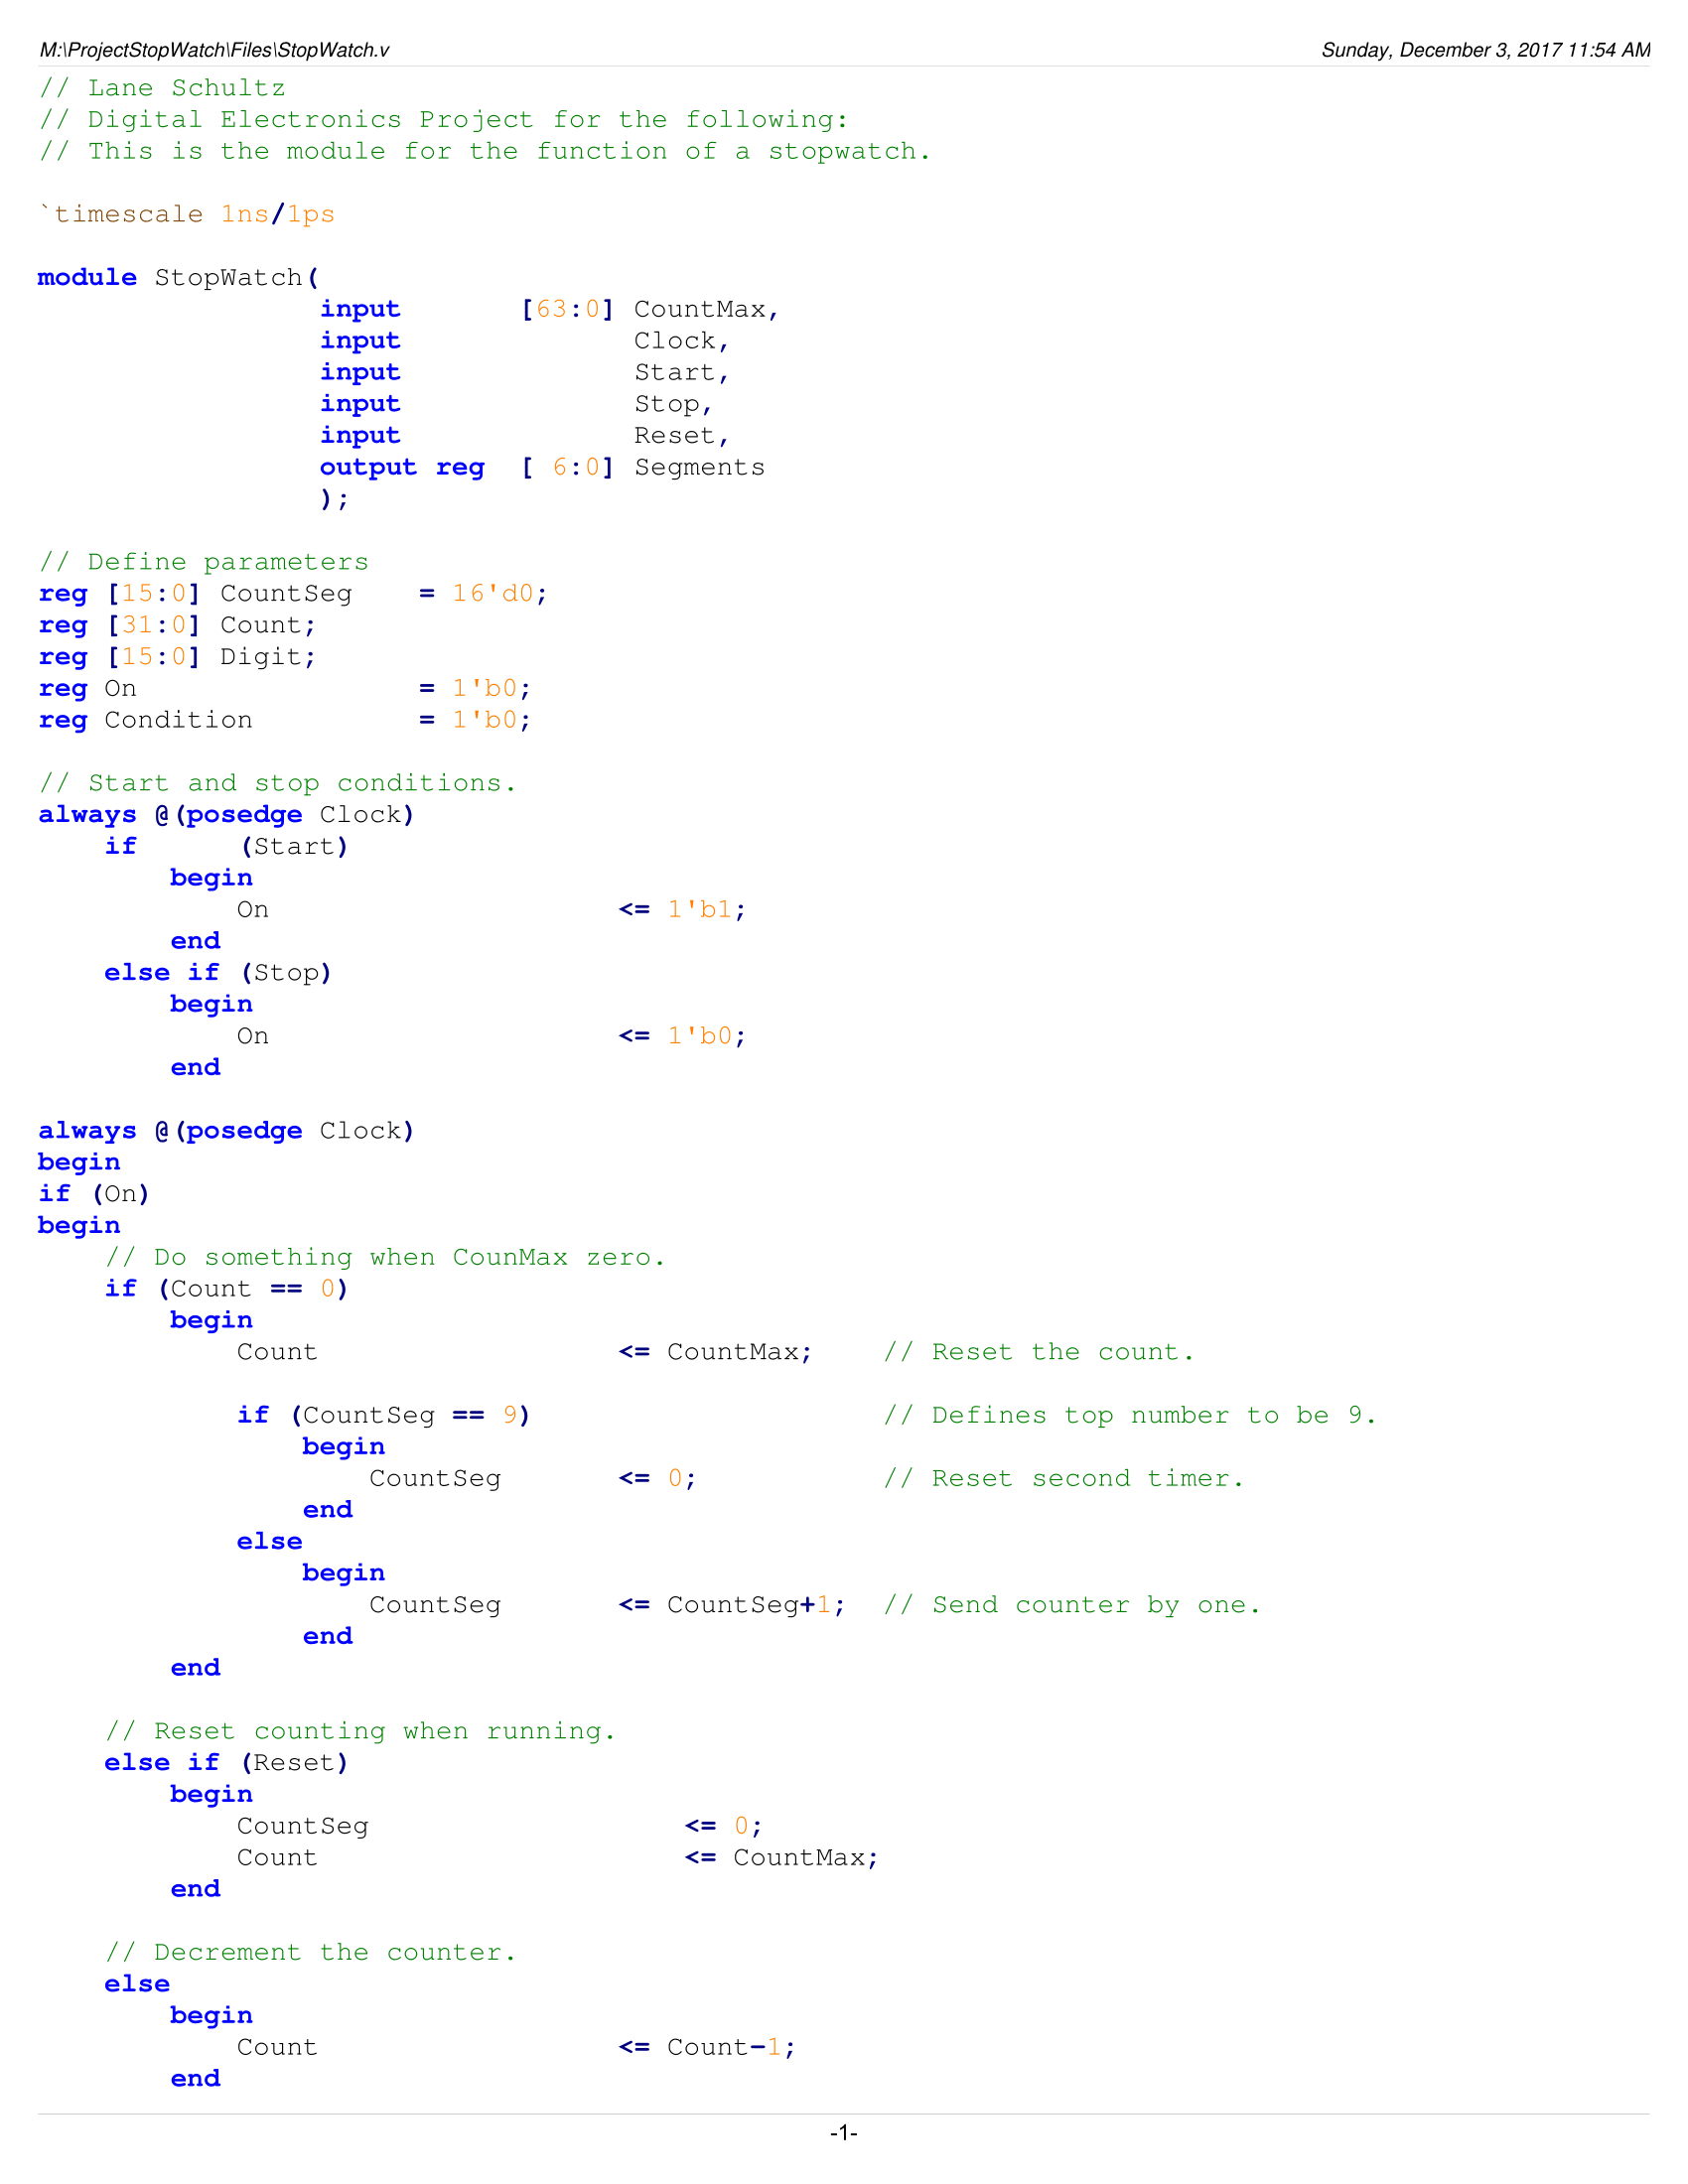 M:\ProjectStopWatch\Files\StopWatch.v Sunday, December 3, 2017 11:54 AM
// Lane Schultz
// Digital Electronics Project for the following:
// This is the module for the function of a stopwatch.
`timescale 1ns/1ps
module StopWatch(
input [63:0] CountMax,
input Clock,
input Start,
input Stop,
input Reset,
output reg [ 6:0] Segments
);
// Define parameters
reg [15:0] CountSeg = 16'd0;
reg [31:0] Count;
reg [15:0] Digit;
reg On = 1'b0;
reg Condition = 1'b0;
// Start and stop conditions.
always @(posedge Clock)
if (Start)
begin
On <= 1'b1;
end
else if (Stop)
begin
On <= 1'b0;
end
always @(posedge Clock)
begin
if (On)
begin
// Do something when CounMax zero.
if (Count == 0)
begin
Count <= CountMax; // Reset the count.
if (CountSeg == 9) // Defines top number to be 9.
begin
CountSeg <= 0; // Reset second timer.
end
else
begin
CountSeg <= CountSeg+1; // Send counter by one.
end
end
// Reset counting when running.
else if (Reset)
begin
CountSeg <= 0;
Count <= CountMax;
end
// Decrement the counter.
else
begin
Count <= Count-1;
end
-1-